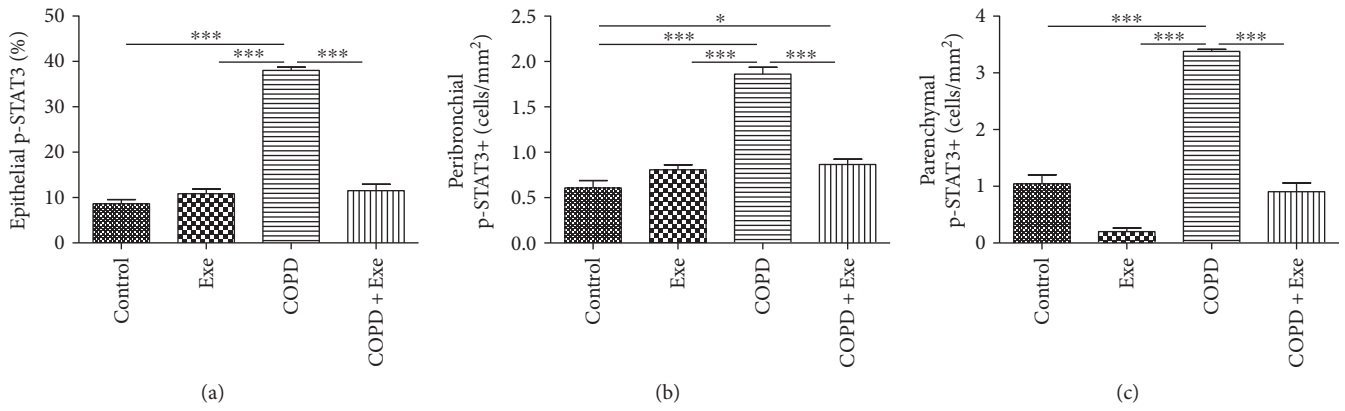 Epithelial p-STAT3 (%)
50
40
30
20
10
0
***
***
***
Control
Exe
COPD
COPD + Exe
(a)
Peribronchial
p-STAT3+ (cells/mm²)
2.5
2.0
1.5
1.0
0.5
0.0
*
***
***
***
Control
Exe
COPD
COPD + Exe
(b)
Parenchymal
p-STAT3+ (cells/mm²)
4
3
2
1
0
***
***
***
Control
Exe
COPD
COPD + Exe
(c)